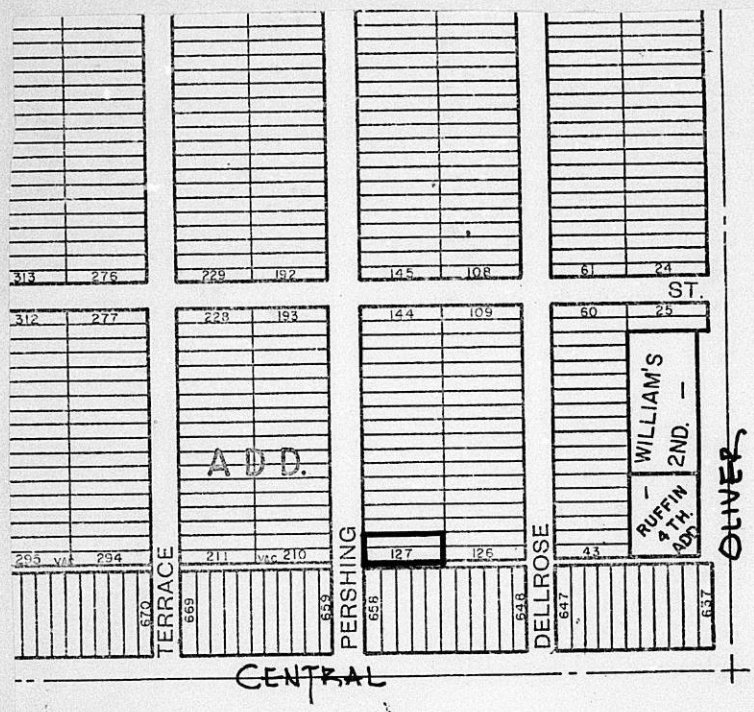 313 276 229 192 145 108 61 24
ST.
312 277 228 193 144 109 60 25
WILLIAM'S
2ND. -
ADD.
- RUFFIN
4TH.
ADD
OLIVER
295 VAC 294 211 VAC 210 127 126 43
TERRACE
PERSHING
DELLROSE
670 669 659 658 648 647 637
CENTRAL